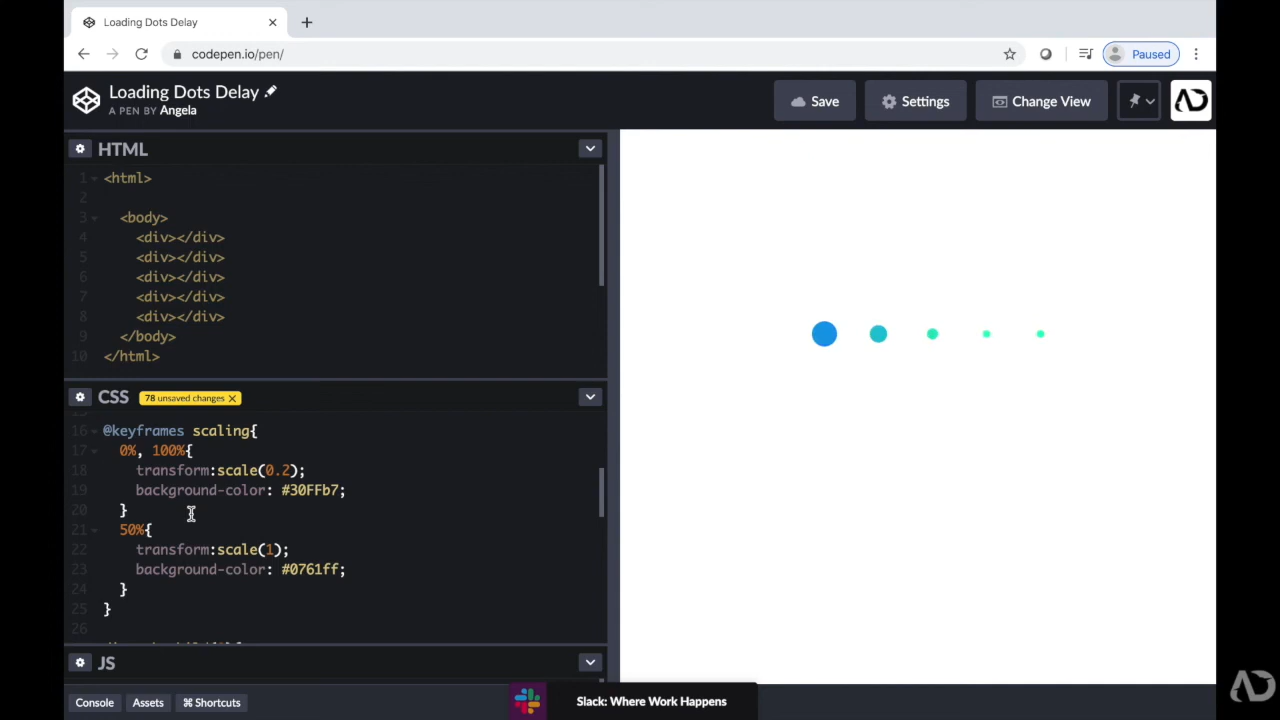 Loading Dots Delay
codepen.io/pen/
Paused
Loading Dots Delay
A PEN BY Angela
Save
Settings
Change View
HTML
1 <html>
2
3 <body>
4 <div></div>
5 <div></div>
6 <div></div>
7 <div></div>
8 <div></div>
9 </body>
10 </html>
CSS 78 unsaved changes X
16 @keyframes scaling{
17 0%, 100%{
18 transform:scale(0.2);
19 background-color: #30FFb7;
20 }
21 50%{
22 transform:scale(1);
23 background-color: #0761ff;
24 }
25 }
26
JS
Console Assets ⌘ Shortcuts
Slack: Where Work Happens